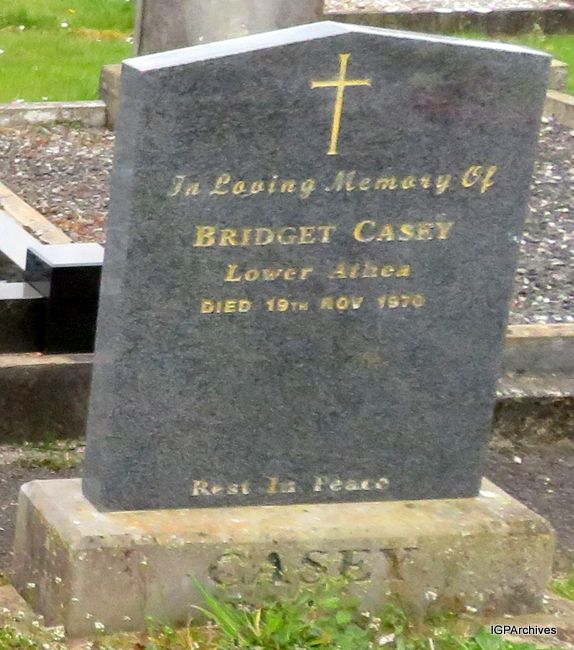 In Loving Memory Of
BRIDGET CASEY
Lower Athea
DIED 19TH NOV 1970
Rest In Peace
CASEY
IGPArchives